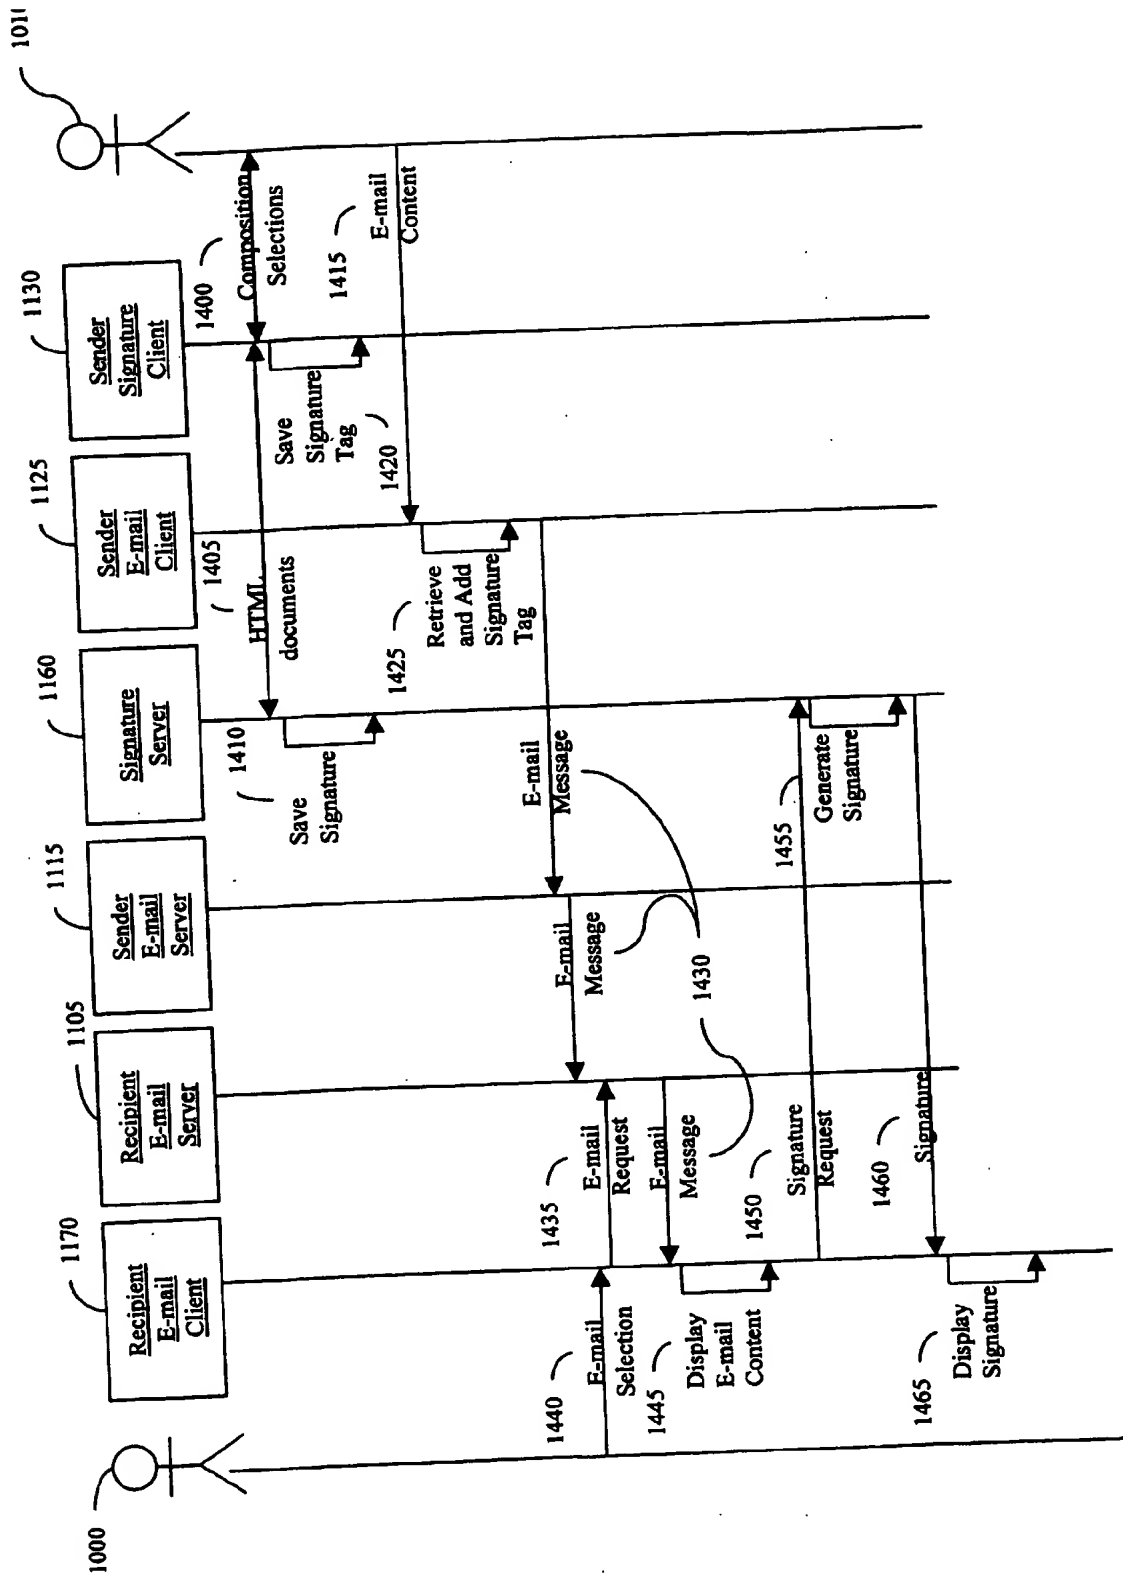 1000
1170
Recipient
E-mail
Client
1105
Recipient
E-mail
Server
1115
Sender
E-mail
Server
1160
Signature
Server
1125
Sender
E-mail
Client
1130
Sender
Signature
Client
1400
Composition
Selections
1405
HTML
documents
1410
Save
Signature
Save
Signature
Tag
1420
1415
E-mail
Content
1425
Retrieve
and Add
Signature
Tag
E-mail
Message
E-mail
Message
1430
1435
E-mail
Request
E-mail
Message
1440
E-mail
Selection
1445
Display
E-mail
Content
1450
Signature
Request
1455
Generate
Signature
1460
Signature
1465
Display
Signature